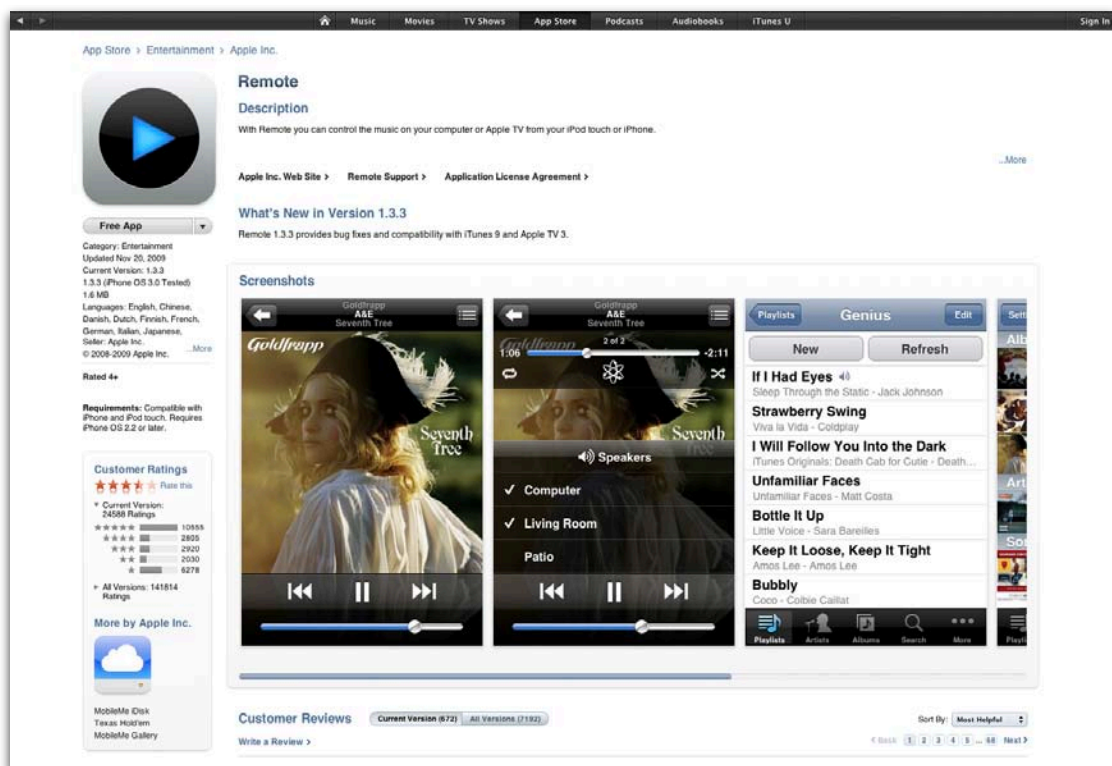 Music Movies TV Shows App Store Podcasts Audiobooks iTunes U Sign In
App Store > Entertainment > Apple Inc.
Remote
Description
With Remote you can control the music on your computer or Apple TV from your iPod touch or iPhone.
...More
Apple Inc. Web Site > Remote Support > Application License Agreement >
What's New in Version 1.3.3
Remote 1.3.3 provides bug fixes and compatibility with iTunes 9 and Apple TV 3.
Free App
Category: Entertainment
Updated Nov 20, 2009
Current Version: 1.3.3
1.3.3 (iPhone OS 3.0 Tested)
1.6 MB
Languages: English, Chinese,
Danish, Dutch, Finnish, French,
German, Italian, Japanese,
Seller: Apple Inc.
© 2008-2009 Apple Inc. ...More
Rated 4+
Requirements: Compatible with
iPhone and iPod touch. Requires
iPhone OS 2.2 or later.
Customer Ratings
Rate this
Current Version:
24588 Ratings
10555
2805
2920
2030
6278
All Versions: 141814
Ratings
More by Apple Inc.
MobileMe iDisk
Texas Hold'em
MobileMe Gallery
Screenshots
Goldfrapp
A&E
Seventh Tree
Goldfrapp
Seventh
Tree
Goldfrapp
A&E
Seventh Tree
2 of 2
1:06 -2:11
Seventh
Tree
Speakers
✓ Computer
✓ Living Room
Patio
Playlists Genius Edit
New Refresh
If I Had Eyes
Sleep Through the Static - Jack Johnson
Strawberry Swing
Viva la Vida - Coldplay
I Will Follow You Into the Dark
iTunes Originals: Death Cab for Cutie - Death...
Unfamiliar Faces
Unfamiliar Faces - Matt Costa
Bottle It Up
Little Voice - Sara Bareilles
Keep It Loose, Keep It Tight
Amos Lee - Amos Lee
Bubbly
Coco - Colbie Caillat
Playlists Artists Albums Search More
Customer Reviews Current Version (672) All Versions (7192)
Sort By: Most Helpful
Write a Review >
< Back 1 2 3 4 5 ... 68 Next >